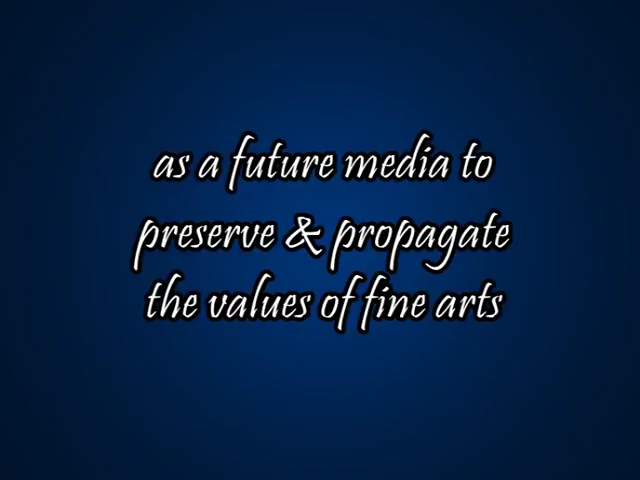 as a future media to
preserve & propagate
the values of fine arts